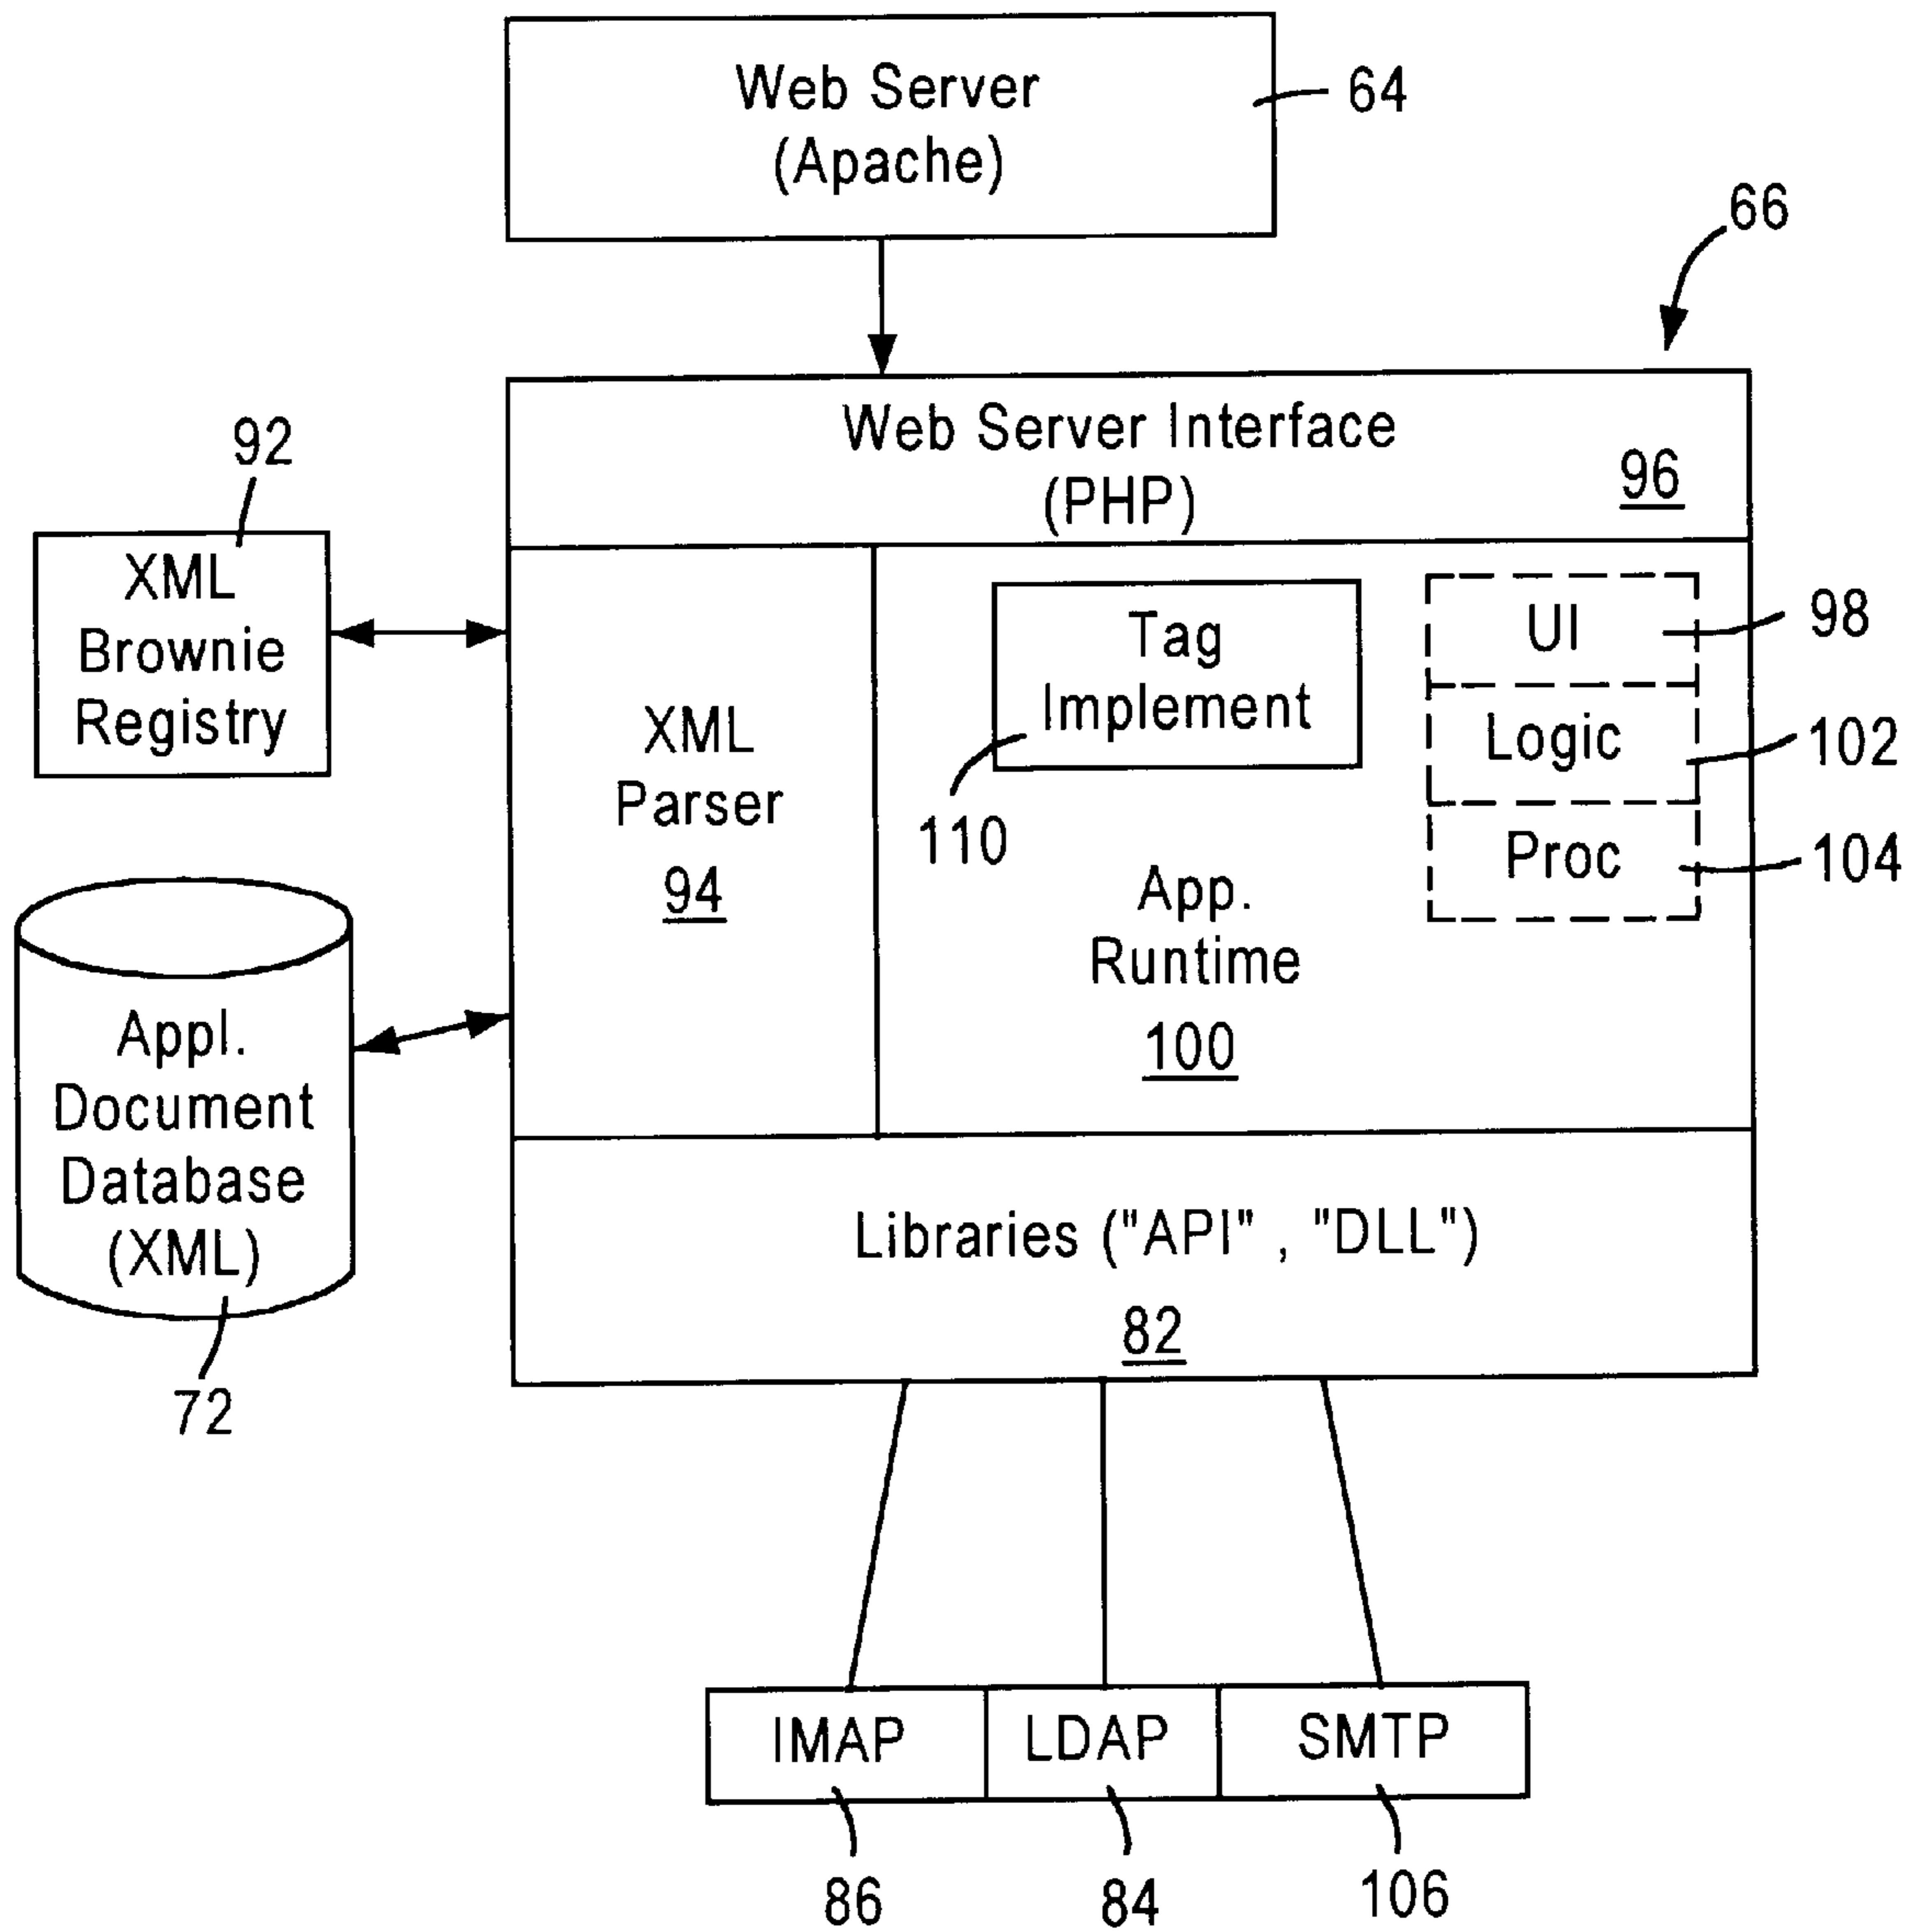 Web Server
(Apache)
64
66
Web Server Interface
(PHP)
96
92
XML
Brownie
Registry
XML
Parser
94
Tag
Implement
110
UI
98
Logic
102
Proc
104
App.
Runtime
100
Appl.
Document
Database
(XML)
72
Libraries ("API" , "DLL")
82
IMAP
LDAP
SMTP
86
84
106